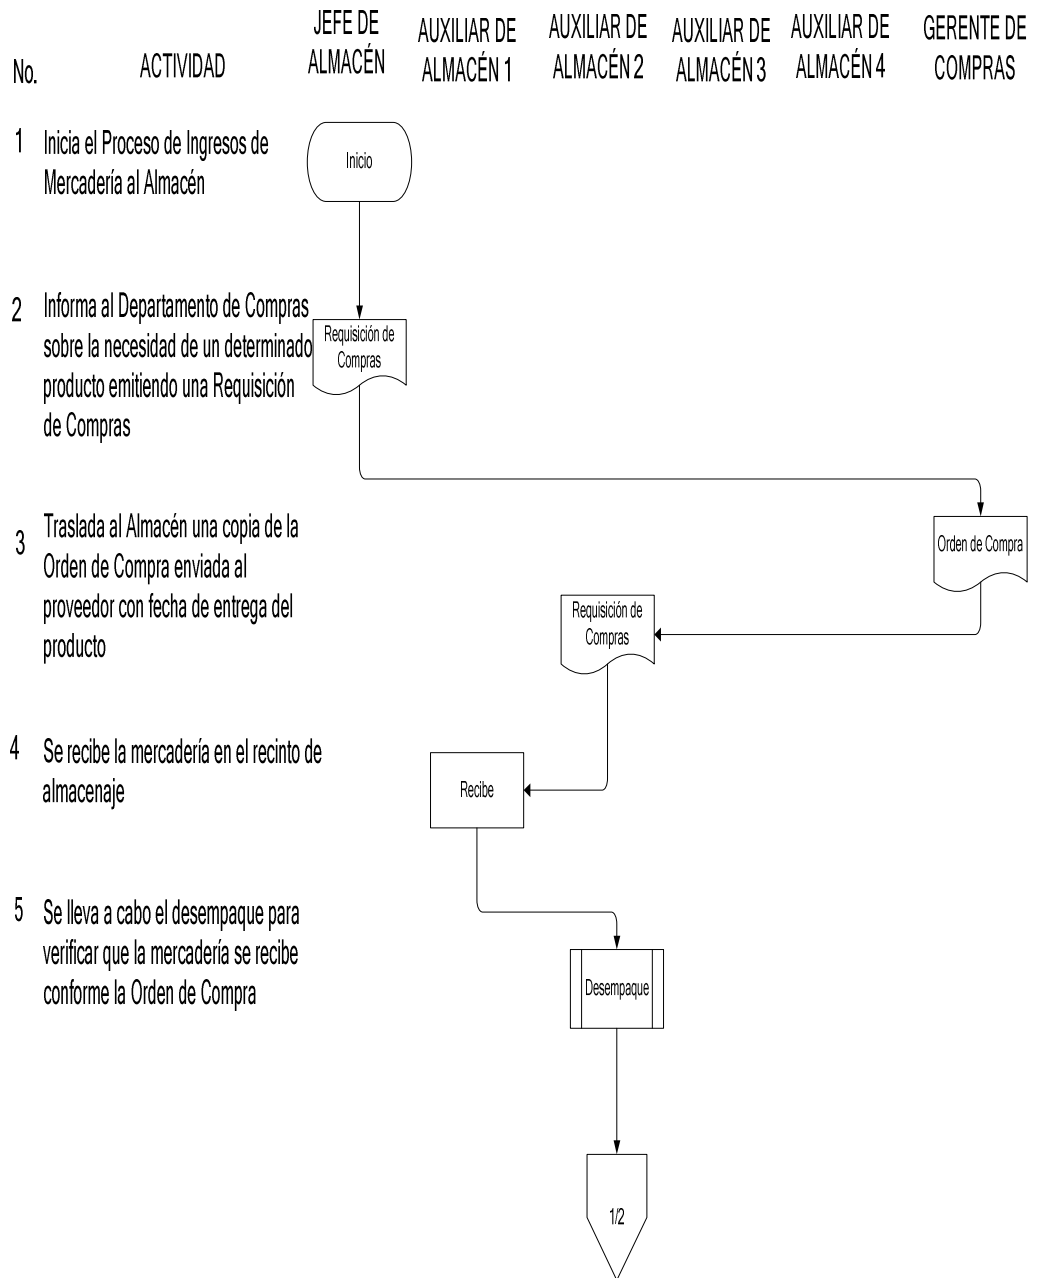 No.
ACTIVIDAD
JEFE DE
ALMACÉN
AUXILIAR DE
ALMACÉN 1
AUXILIAR DE
ALMACÉN 2
AUXILIAR DE
ALMACÉN 3
AUXILIAR DE
ALMACÉN 4
GERENTE DE
COMPRAS
1
Inicia el Proceso de Ingresos de
Mercadería al Almacén
Inicio
2
Informa al Departamento de Compras
sobre la necesidad de un determinado
producto emitiendo una Requisición
de Compras
Requisición de
Compras
3
Traslada al Almacén una copia de la
Orden de Compra enviada al
proveedor con fecha de entrega del
producto
Orden de Compra
Requisición de
Compras
4
Se recibe la mercadería en el recinto de
almacenaje
Recibe
5
Se lleva a cabo el desempaque para
verificar que la mercadería se recibe
conforme la Orden de Compra
Desempaque
1/2